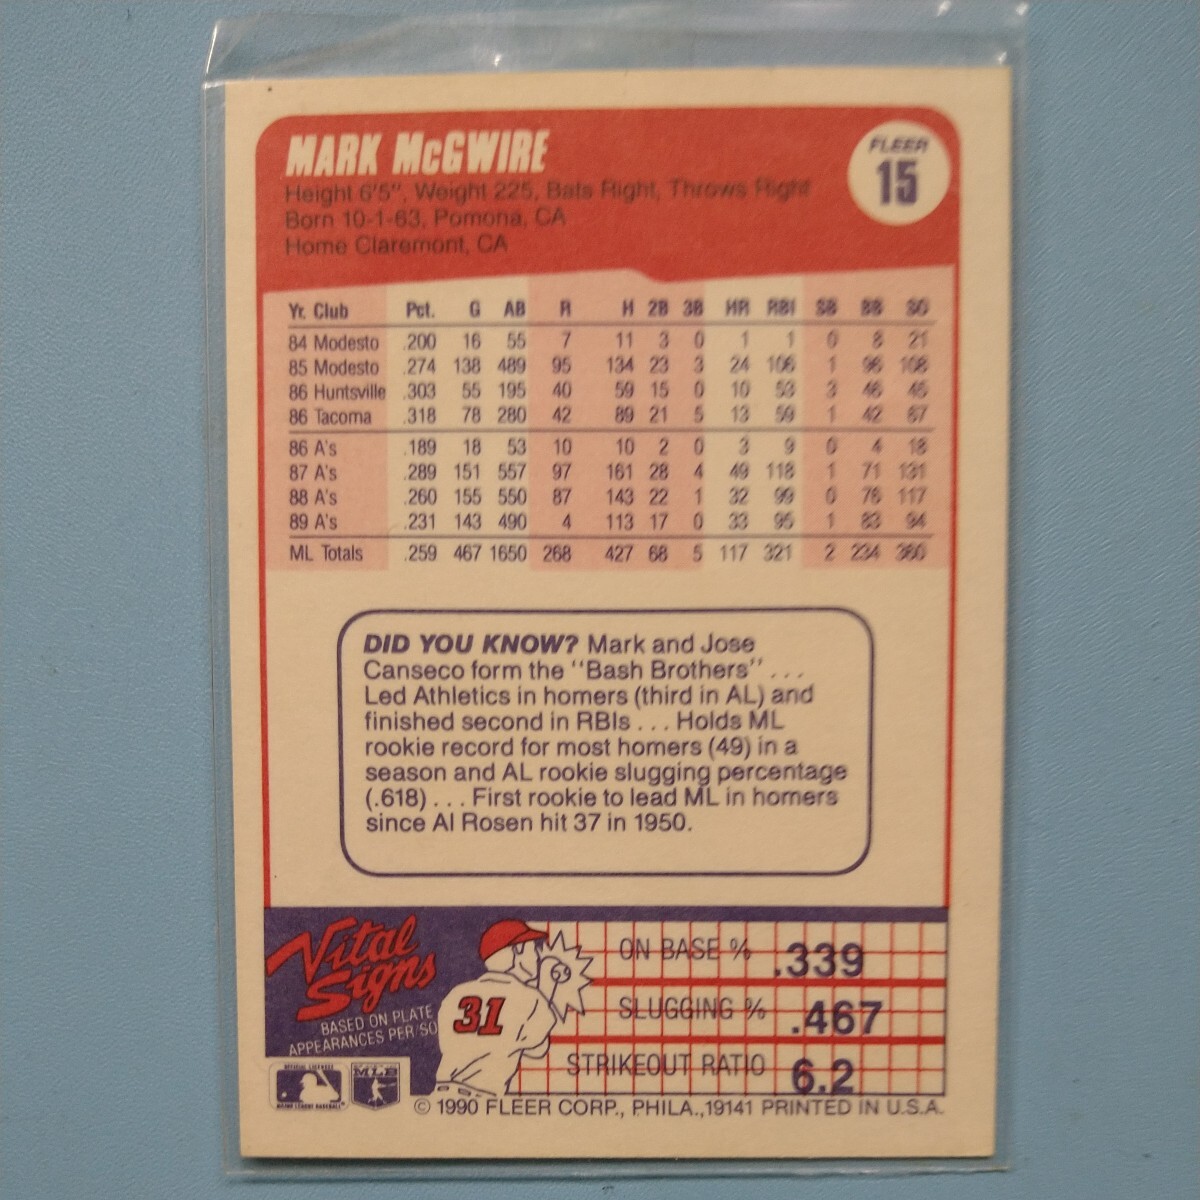 MARK McGWIRE
FLEER
15
Height 6'5", Weight 225, Bats Right, Throws Right
Born 10-1-63, Pomona, CA
Home Claremont, CA
Yr. Club Pct. G AB R H 2B 3B HR RBI SB BB SO
84 Modesto .200 16 55 7 11 3 0 1 1 0 8 21
85 Modesto .274 138 489 95 134 23 3 24 106 1 96 108
86 Huntsville .303 55 195 40 59 15 0 10 53 3 46 45
86 Tacoma .318 78 280 42 89 21 5 13 59 1 42 67
86 A's .189 18 53 10 10 2 0 3 9 0 4 18
87 A's .289 151 557 97 161 28 4 49 118 1 71 131
88 A's .260 155 550 87 143 22 1 32 99 0 76 117
89 A's .231 143 490 4 113 17 0 33 95 1 83 94
ML Totals .259 467 1650 268 427 68 5 117 321 2 234 360
DID YOU KNOW? Mark and Jose
Canseco form the "Bash Brothers" ...
Led Athletics in homers (third in AL) and
finished second in RBIs ... Holds ML
rookie record for most homers (49) in a
season and AL rookie slugging percentage
(.618) ... First rookie to lead ML in homers
since Al Rosen hit 37 in 1950.
Vital
Signs
BASED ON PLATE
APPEARANCES PER/SO
31
ON BASE % .339
SLUGGING % .467
STRIKEOUT RATIO 6.2
OFFICIAL LICENSEE
MAJOR LEAGUE BASEBALL
MLB
© 1990 FLEER CORP., PHILA.,19141 PRINTED IN U.S.A.